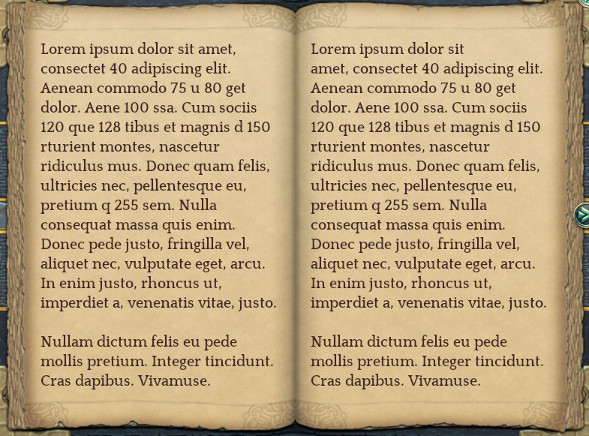 Lorem ipsum dolor sit amet,
consectet 40 adipiscing elit.
Aenean commodo 75 u 80 get
dolor. Aene 100 ssa. Cum sociis
120 que 128 tibus et magnis d 150
rturient montes, nascetur
ridiculus mus. Donec quam felis,
ultricies nec, pellentesque eu,
pretium q 255 sem. Nulla
consequat massa quis enim.
Donec pede justo, fringilla vel,
aliquet nec, vulputate eget, arcu.
In enim justo, rhoncus ut,
imperdiet a, venenatis vitae, justo.
Nullam dictum felis eu pede
mollis pretium. Integer tincidunt.
Cras dapibus. Vivamuse.
Lorem ipsum dolor sit
amet, consectet 40 adipiscing elit.
Aenean commodo 75 u 80 get
dolor. Aene 100 ssa. Cum sociis
120 que 128 tibus et magnis d 150
rturient montes, nascetur
ridiculus mus. Donec quam felis,
ultricies nec, pellentesque eu,
pretium q 255 sem. Nulla
consequat massa quis enim.
Donec pede justo, fringilla vel,
aliquet nec, vulputate eget, arcu.
In enim justo, rhoncus ut,
imperdiet a, venenatis vitae, justo.
Nullam dictum felis eu pede
mollis pretium. Integer tincidunt.
Cras dapibus. Vivamuse.